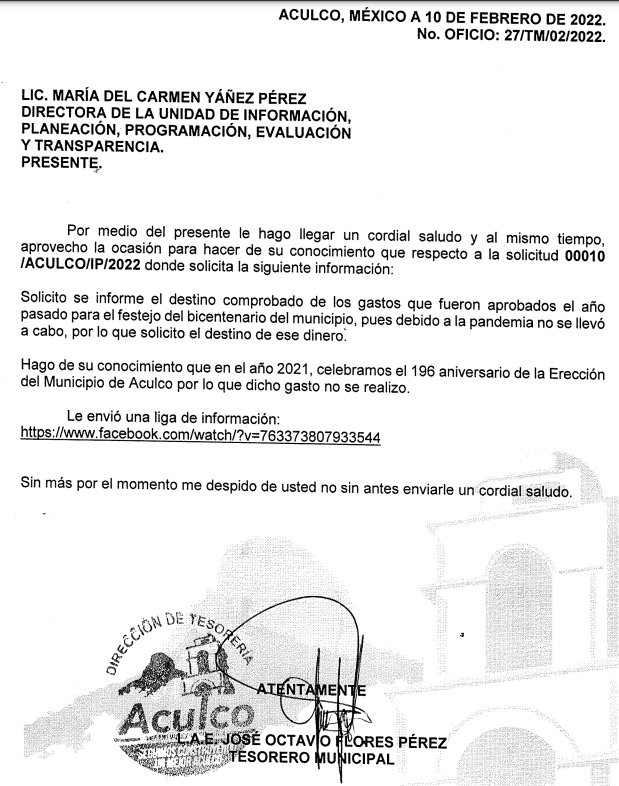 ACULCO, MÉXICO A 10 DE FEBRERO DE 2022.
No. OFICIO: 27/TM/02/2022.
LIC. MARÍA DEL CARMEN YÁÑEZ PÉREZ
DIRECTORA DE LA UNIDAD DE INFORMACIÓN,
PLANEACIÓN, PROGRAMACIÓN, EVALUACIÓN
Y TRANSPARENCIA.
PRESENTE.
Por medio del presente le hago llegar un cordial saludo y al mismo tiempo,
aprovecho la ocasión para hacer de su conocimiento que respecto a la solicitud 00010
/ACULCO/IP/2022 donde solicita la siguiente información:
Solicito se informe el destino comprobado de los gastos que fueron aprobados el año
pasado para el festejo del bicentenario del municipio, pues debido a la pandemia no se llevó
a cabo, por lo que solicito el destino de ese dinero.
Hago de su conocimiento que en el año 2021, celebramos el 196 aniversario de la Erección
del Municipio de Aculco por lo que dicho gasto no se realizo.
Le envió una liga de información:
https://www.facebook.com/watch/?v=763373807933544
Sin más por el momento me despido de usted no sin antes enviarle un cordial saludo.
DIRECCIÓN DE TESORERÍA
ATENTAMENTE
Aculco
L.A.E. JOSÉ OCTAVIO FLORES PÉREZ
TESORERO MUNICIPAL